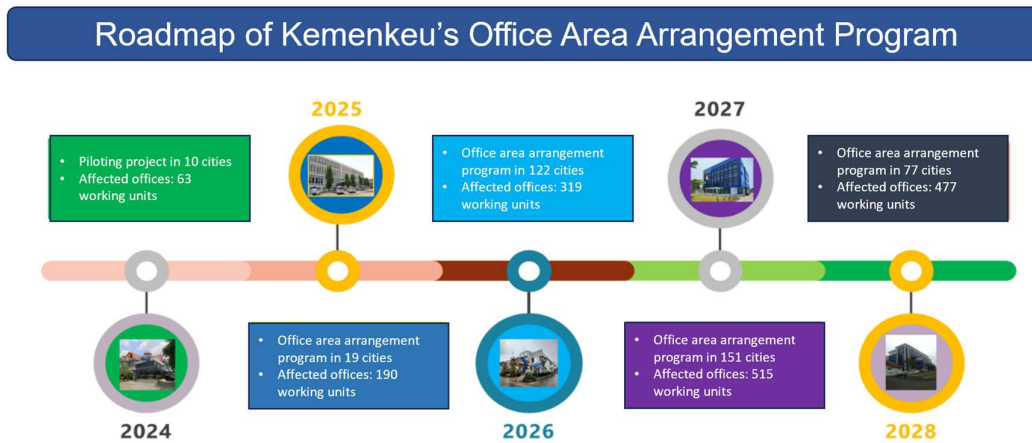 Roadmap of Kemenkeu's Office Area Arrangement Program
2025
2027
• Piloting project in 10 cities
• Affected offices: 63
working units
• Office area arrangement
program in 122 cities
• Affected offices: 319
working units
• Office area arrangement
program in 77 cities
• Affected offices: 477
working units
• Office area arrangement
program in 19 cities
• Affected offices: 190
working units
• Office area arrangement
program in 151 cities
• Affected offices: 515
working units
2024
2026
2028